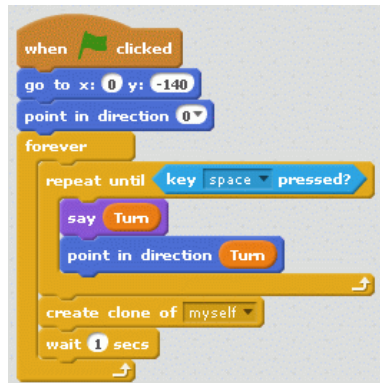 when clicked
go to x: 0 y: -140
point in direction 0
forever
repeat until key space pressed?
say Turn
point in direction Turn
create clone of myself
wait 1 secs